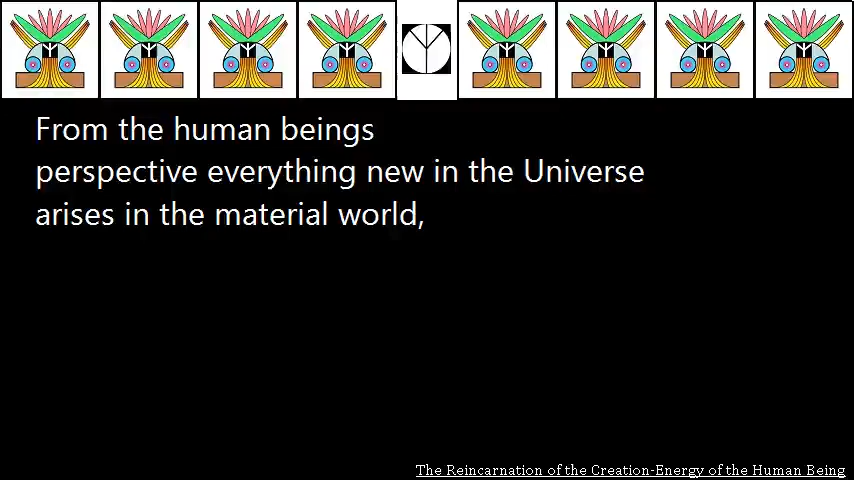 From the human beings
perspective everything new in the Universe
arises in the material world,
The Reincarnation of the Creation-Energy of the Human Being